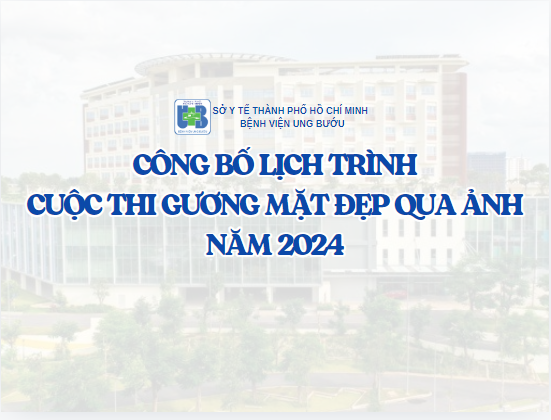 SỞ Y TẾ THÀNH PHỐ HỒ CHÍ MINH
BỆNH VIỆN UNG BƯỚU
CÔNG BỐ LỊCH TRÌNH
CUỘC THI GƯƠNG MẶT ĐẸP QUA ẢNH
NĂM 2024